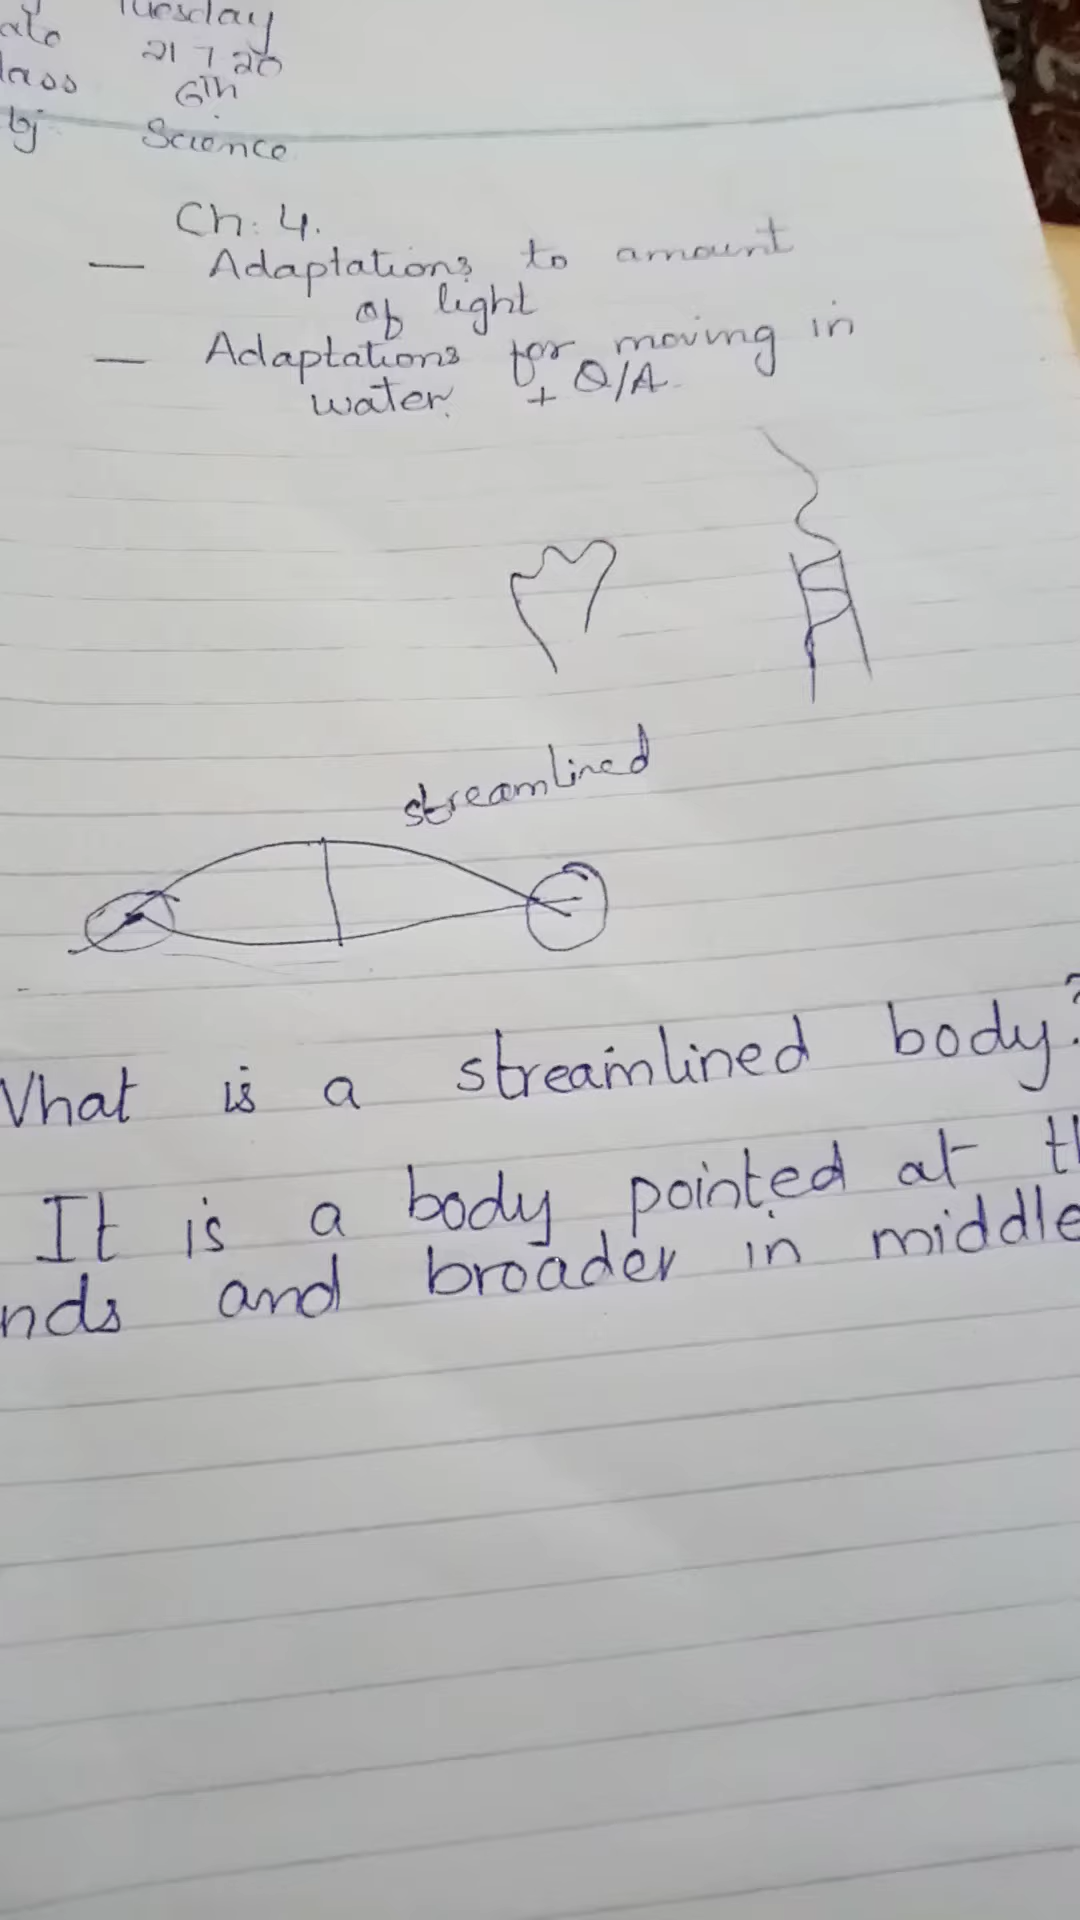 Tuesday
21 7 20
6Th
Science
Ch: 4.
— Adaptations to amount
of light
— Adaptations for moving in
water. + Q/A.
streamlined
What is a streamlined body?
It is a body pointed at
and broader in middle